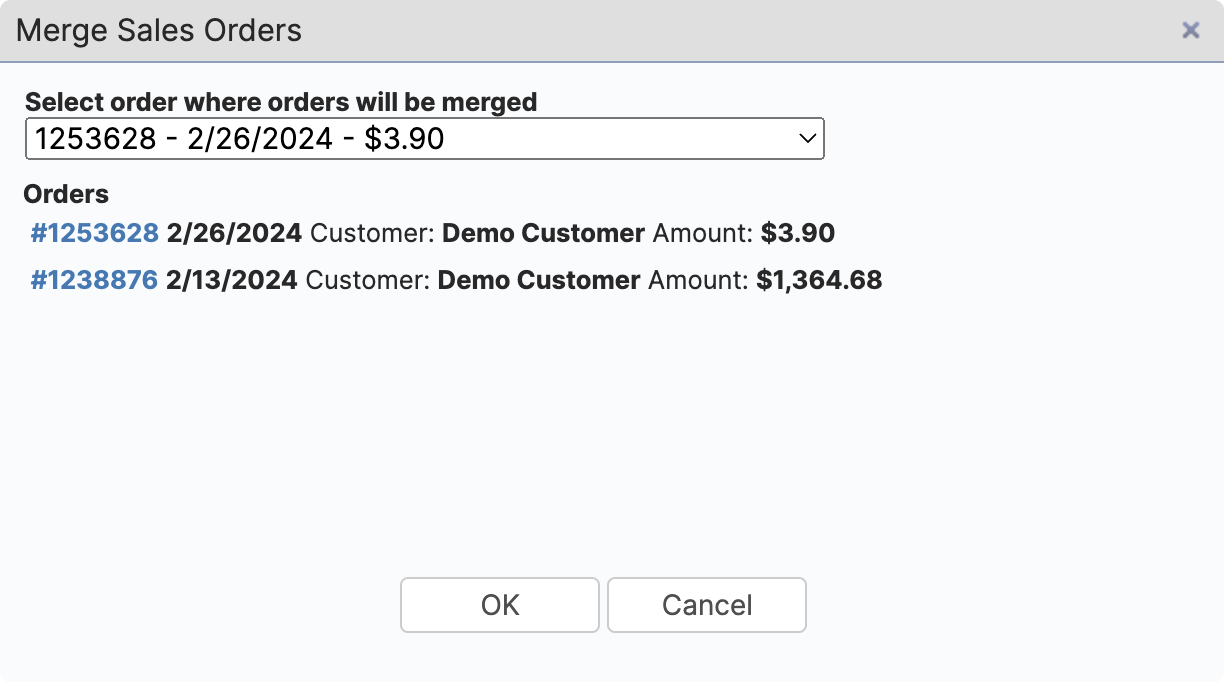 Merge Sales Orders
Select order where orders will be merged
1253628 - 2/26/2024 - $3.90
Orders
#1253628 2/26/2024 Customer: Demo Customer Amount: $3.90
#1238876 2/13/2024 Customer: Demo Customer Amount: $1,364.68
OK Cancel